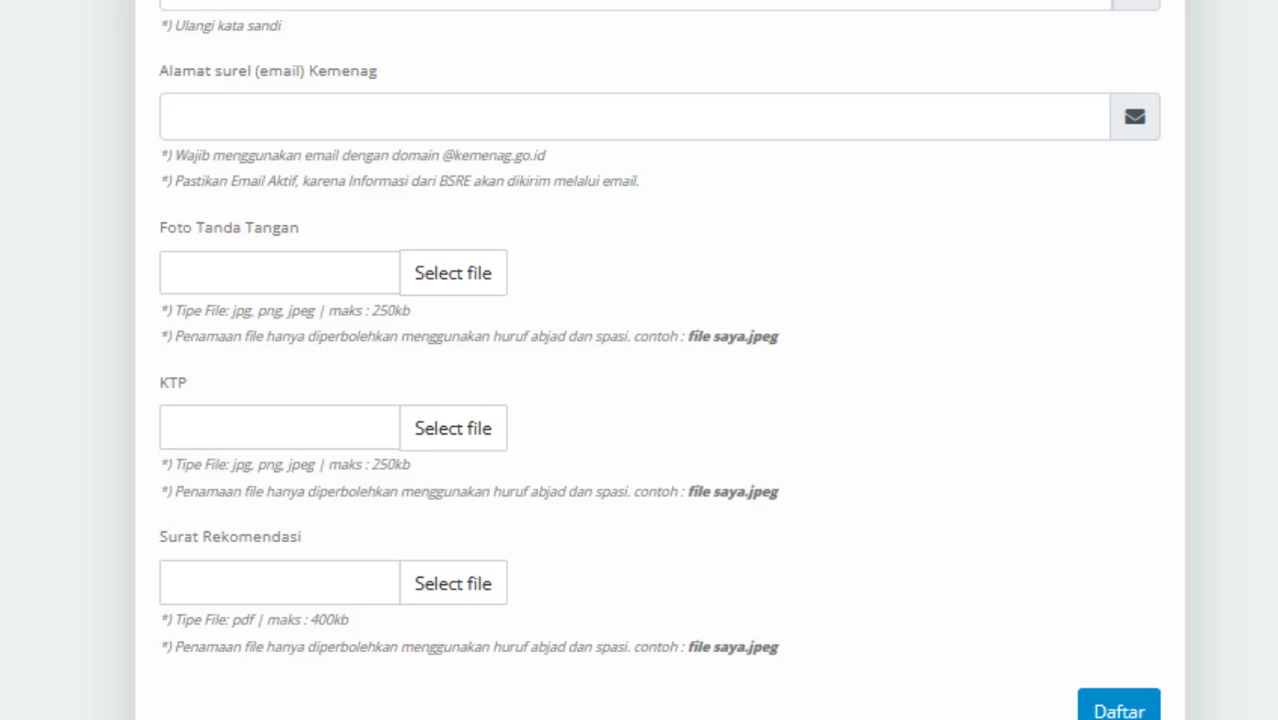 *) Ulangi kata sandi
Alamat surel (email) Kemenag
*) Wajib menggunakan email dengan domain @kemenag.go.id
*) Pastikan Email Aktif, karena Informasi dari BSRE akan dikirim melalui email.
Foto Tanda Tangan
Select file
*) Tipe File: jpg, png, jpeg | maks : 250kb
*) Penamaan file hanya diperbolehkan menggunakan huruf abjad dan spasi. contoh : file saya.jpeg
KTP
Select file
*) Tipe File: jpg, png, jpeg | maks : 250kb
*) Penamaan file hanya diperbolehkan menggunakan huruf abjad dan spasi. contoh : file saya.jpeg
Surat Rekomendasi
Select file
*) Tipe File: pdf | maks : 400kb
*) Penamaan file hanya diperbolehkan menggunakan huruf abjad dan spasi. contoh : file saya.jpeg
Daftar